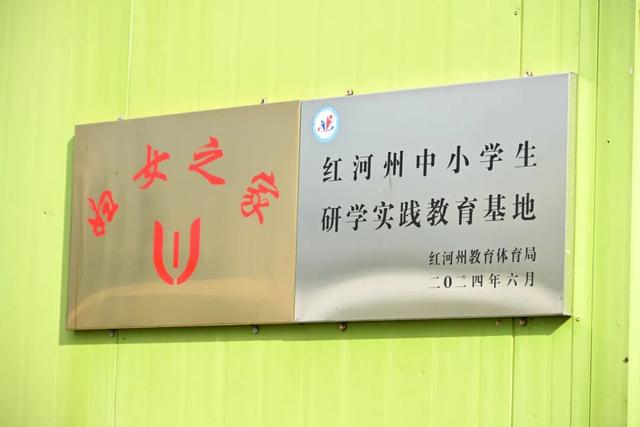 妇女之家
红河州中小学生
研学实践教育基地
红河州教育体育局
二〇二四年六月